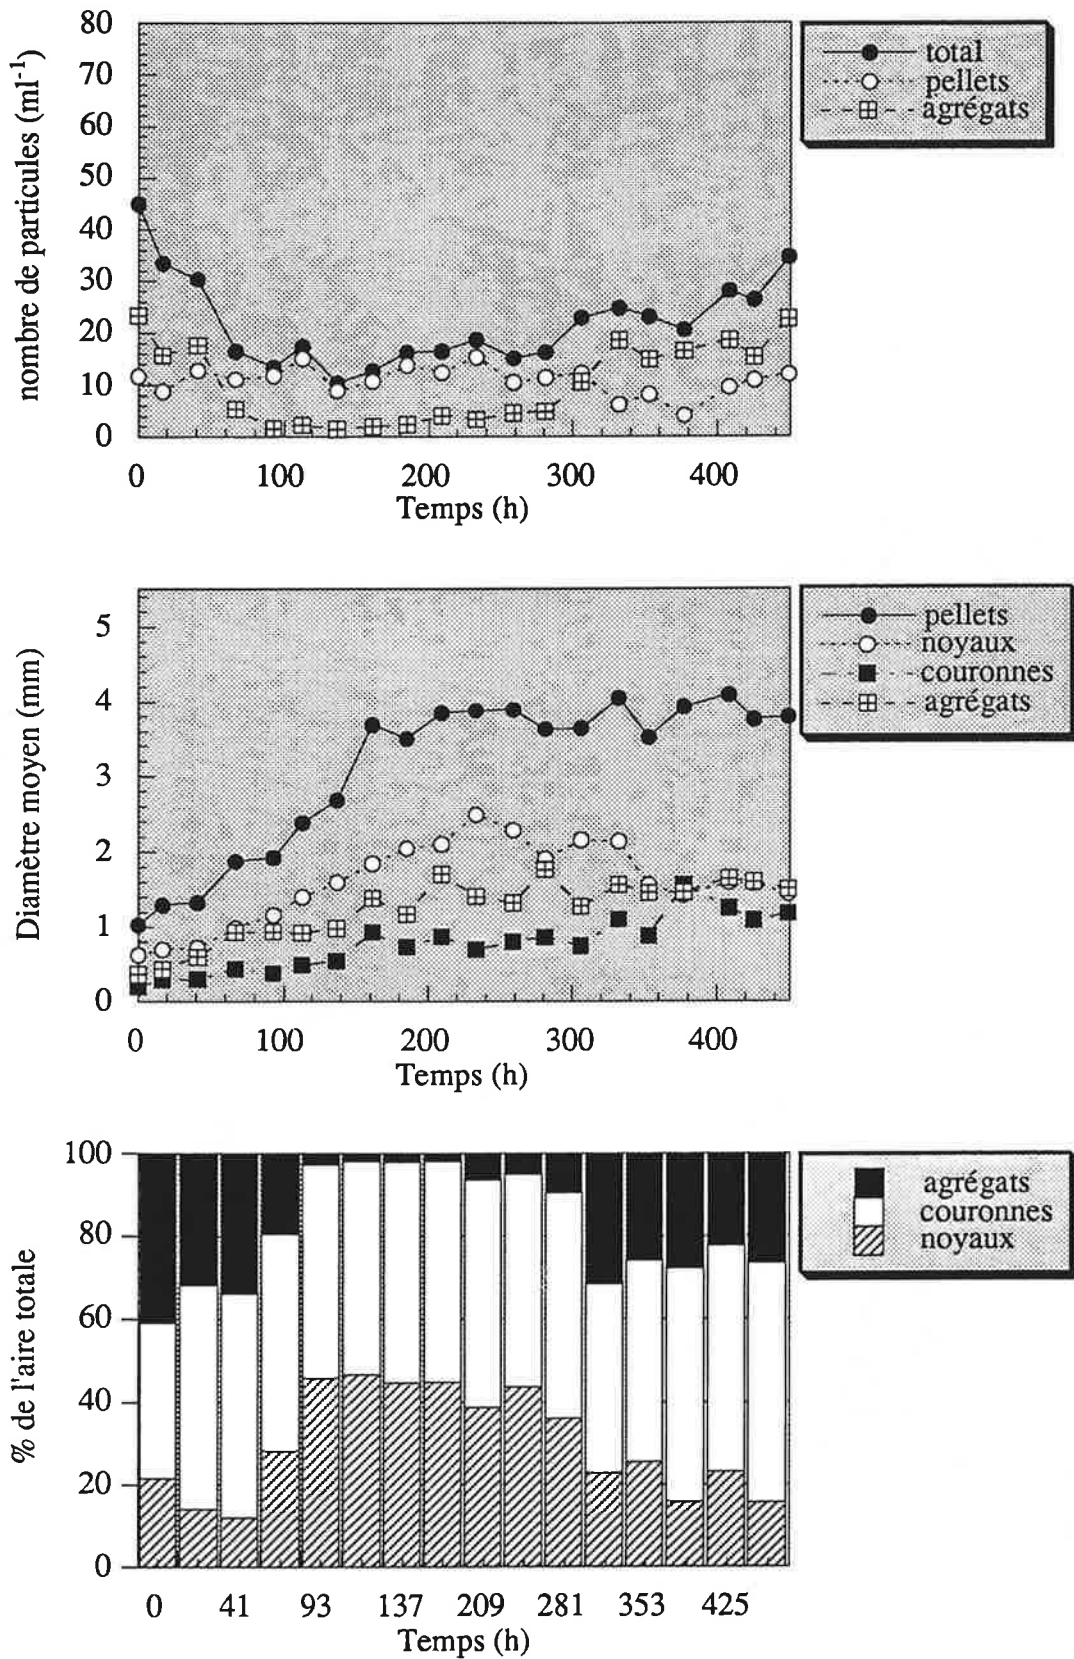 80
70
60
50
40
30
20
10
0
nombre de particules (ml-1)
0 100 200 300 400
Temps (h)
total
pellets
agrégats
5
4
3
2
1
0
Diamètre moyen (mm)
0 100 200 300 400
Temps (h)
pellets
noyaux
couronnes
agrégats
100
80
60
40
20
0
% de l'aire totale
0 41 93 137 209 281 353 425
Temps (h)
agrégats
couronnes
noyaux